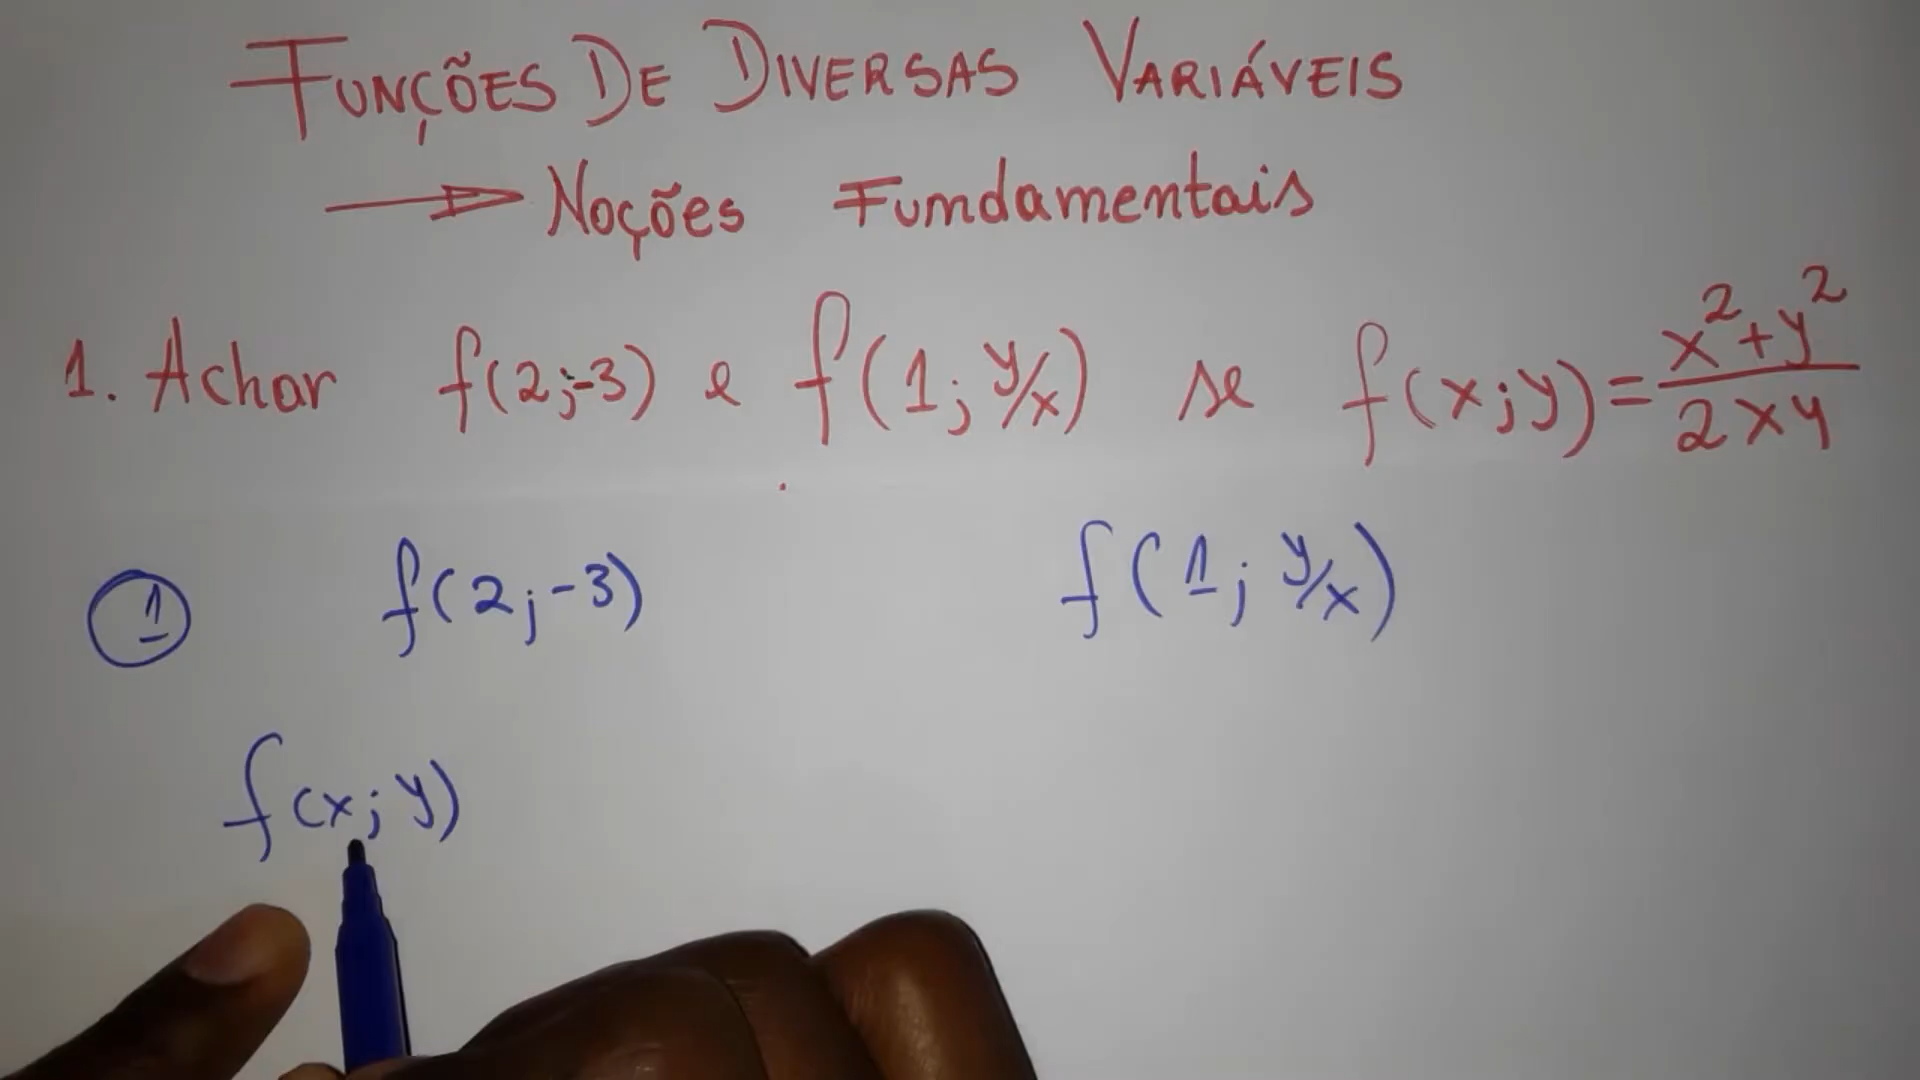 FUNÇÕES DE DIVERSAS VARIÁVEIS
→ Noções Fundamentais
1. Achar f(2;-3) e f(1; y/x) se f(x;y)=x²+y²/2xy
1 f(2;-3) f(1; y/x)
f(x;y)